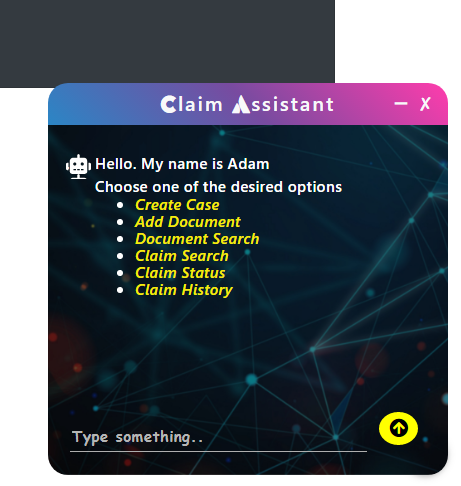 Claim Assistant – X
Hello. My name is Adam
Choose one of the desired options
Create Case
Add Document
Document Search
Claim Search
Claim Status
Claim History
Type something..